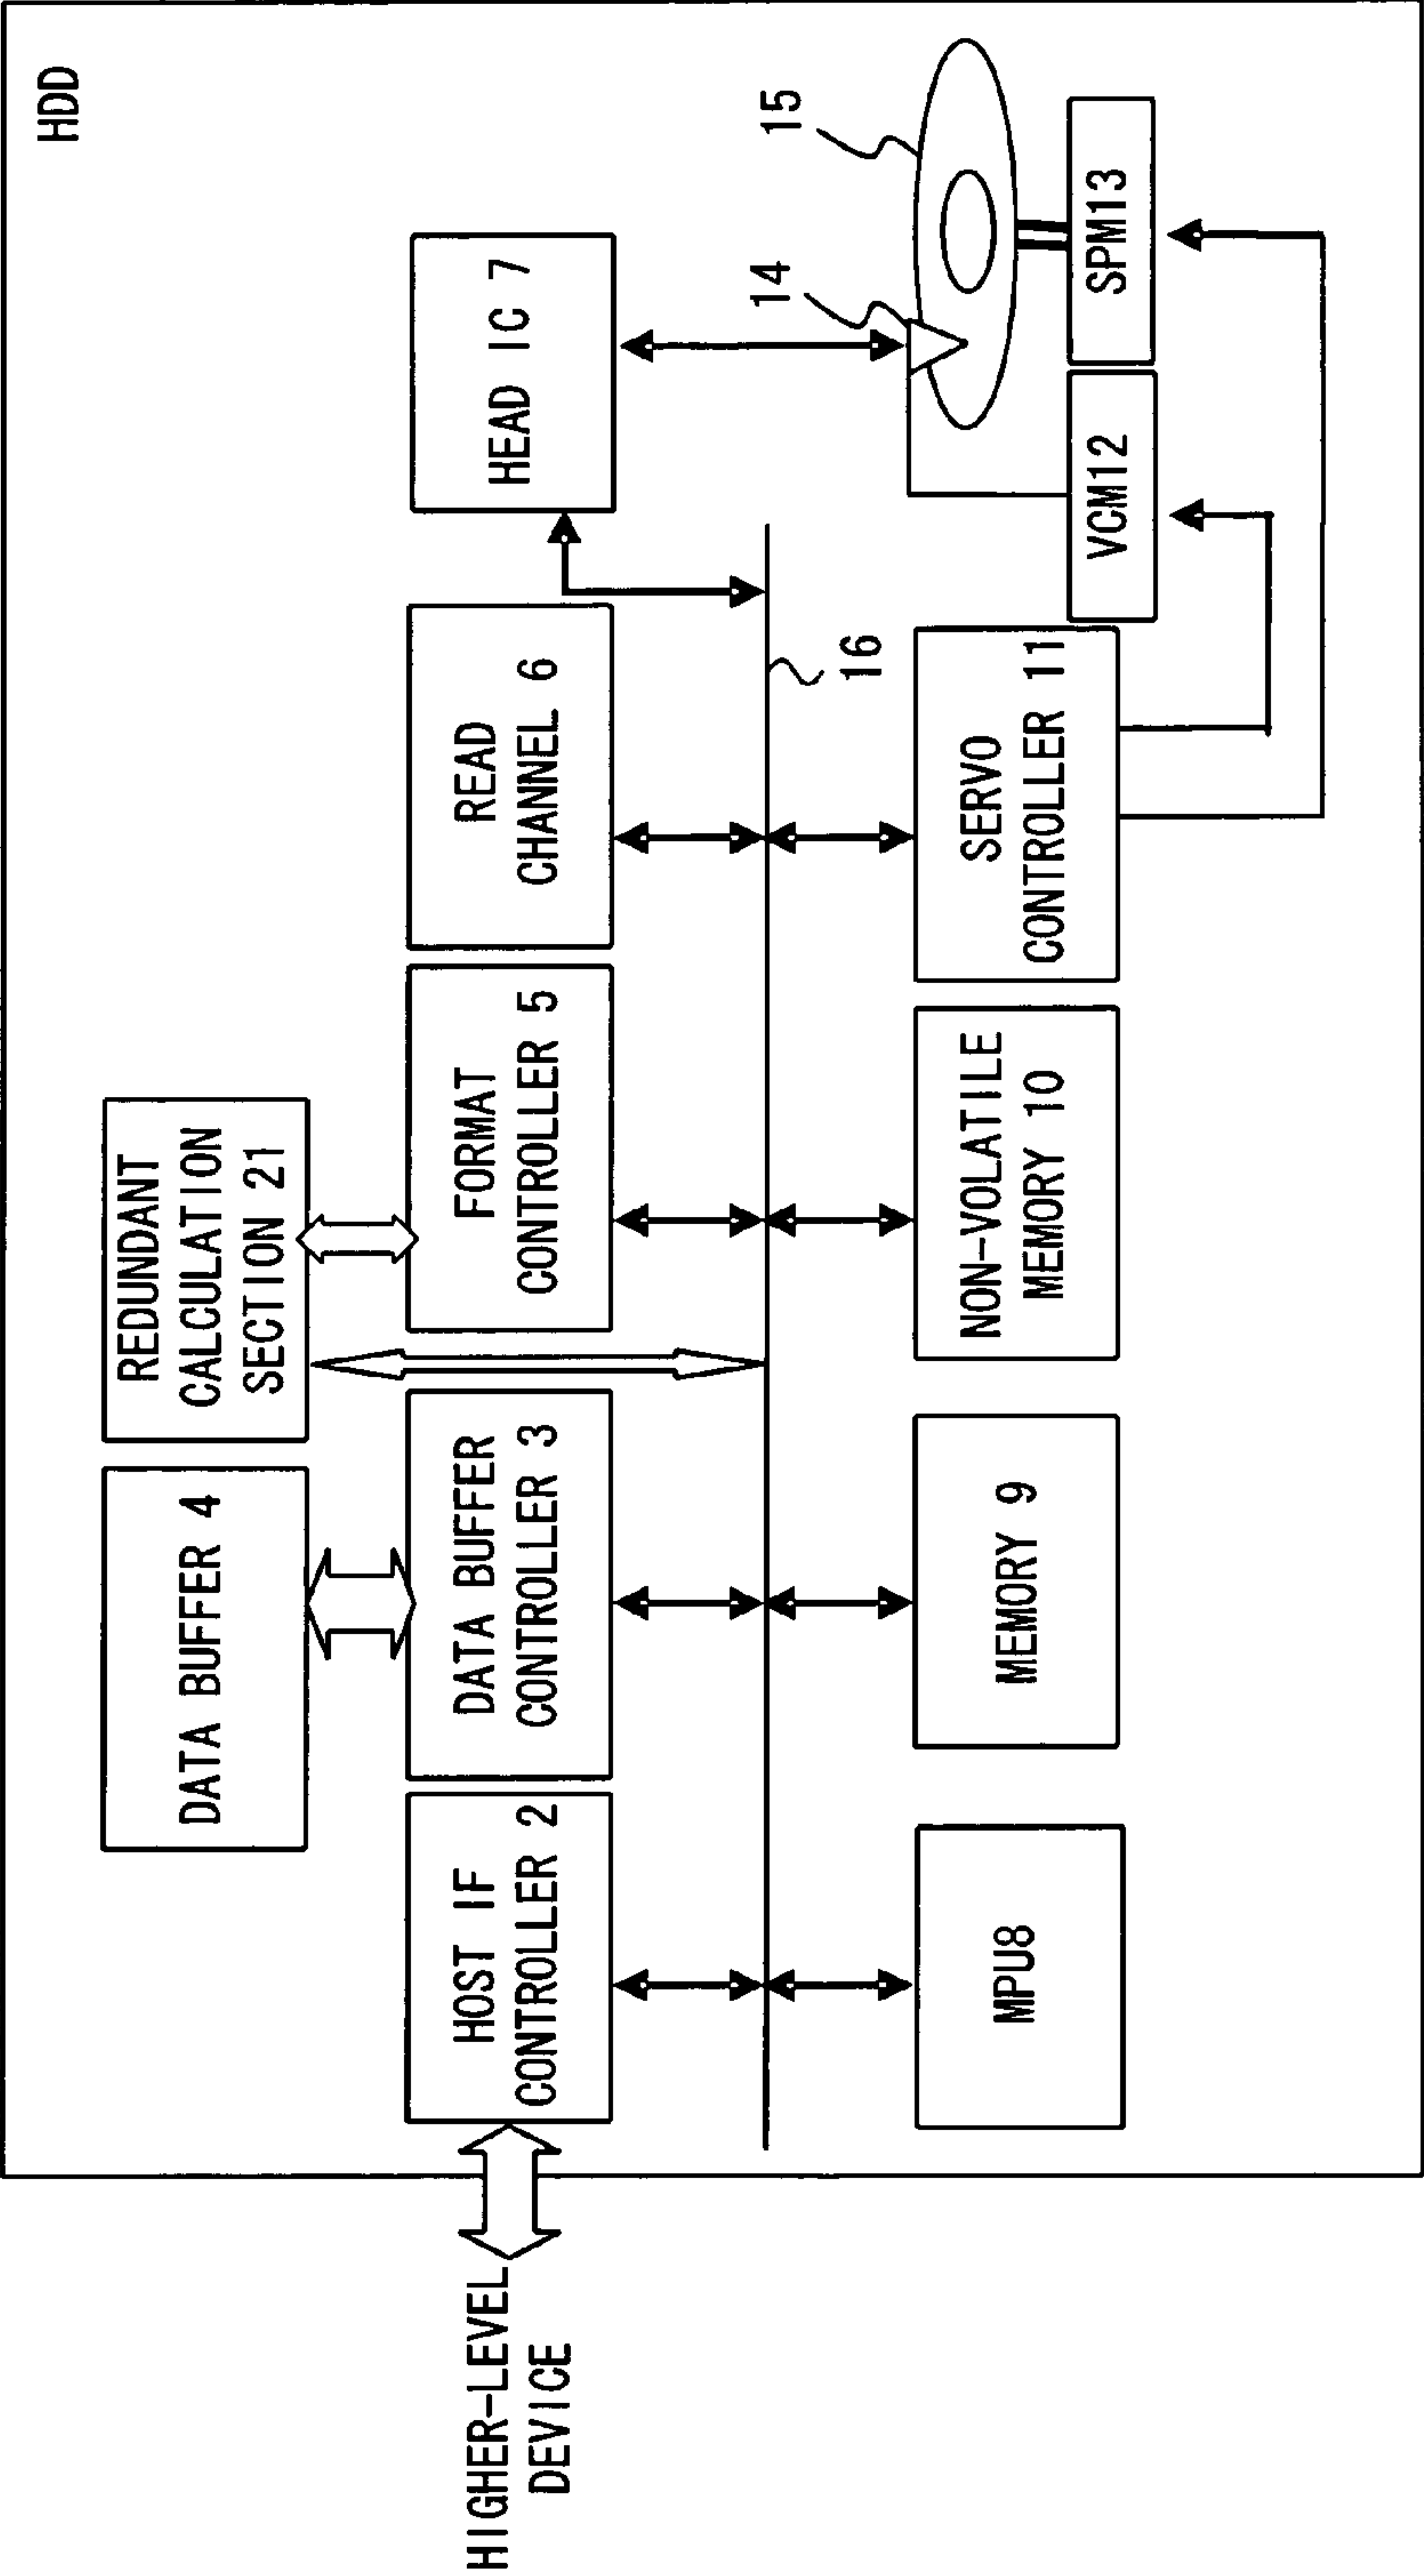 HDD
DATA BUFFER 4
REDUNDANT
CALCULATION
SECTION 21
HOST IF
CONTROLLER 2
DATA BUFFER
CONTROLLER 3
FORMAT
CONTROLLER 5
READ
CHANNEL 6
HEAD IC 7
HIGHER-LEVEL
DEVICE
14
15
16
MPU8
MEMORY 9
NON-VOLATILE
MEMORY 10
SERVO
CONTROLLER 11
VCM12
SPM13